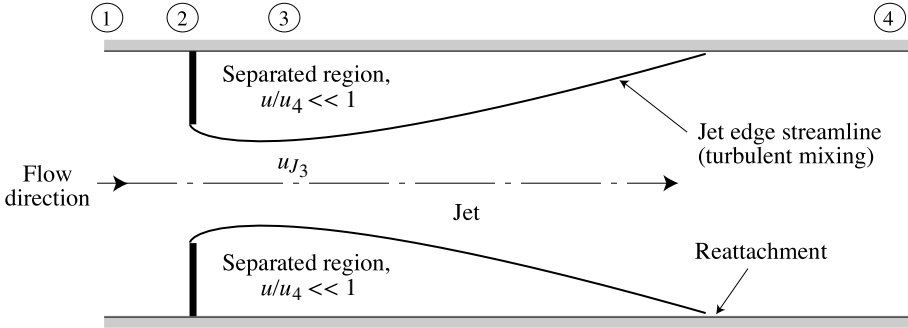 1 2 3 4
Separated region,
u/u4 << 1
Jet edge streamline
(turbulent mixing)
uJ3
Flow
direction
Jet
Separated region,
u/u4 << 1
Reattachment